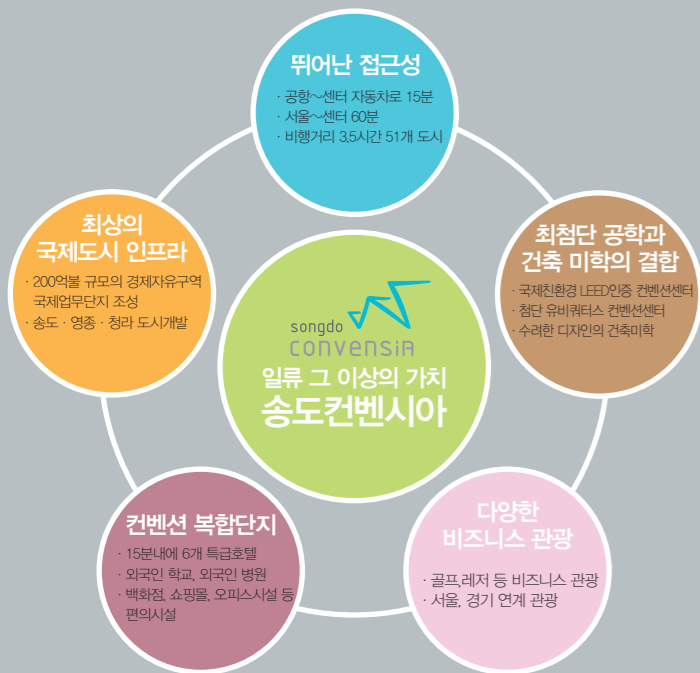 뛰어난 접근성
· 공항~센터 자동차로 15분
· 서울~센터 60분
· 비행거리 3.5시간 51개 도시
최상의
국제도시 인프라
· 200억불 규모의 경제자유구역
국제업무단지 조성
· 송도 · 영종 · 청라 도시개발
최첨단 공학과
건축 미학의 결합
· 국제친환경 LEED인증 컨벤션센터
· 첨단 유비쿼터스 컨벤션센터
· 수려한 디자인의 건축미학
songdo
convensia
일류 그 이상의 가치
송도컨벤시아
컨벤션 복합단지
· 15분내에 6개 특급호텔
· 외국인 학교, 외국인 병원
· 백화점, 쇼핑몰, 오피스시설 등
편의시설
다양한
비즈니스 관광
· 골프,레저 등 비즈니스 관광
· 서울, 경기 연계 관광